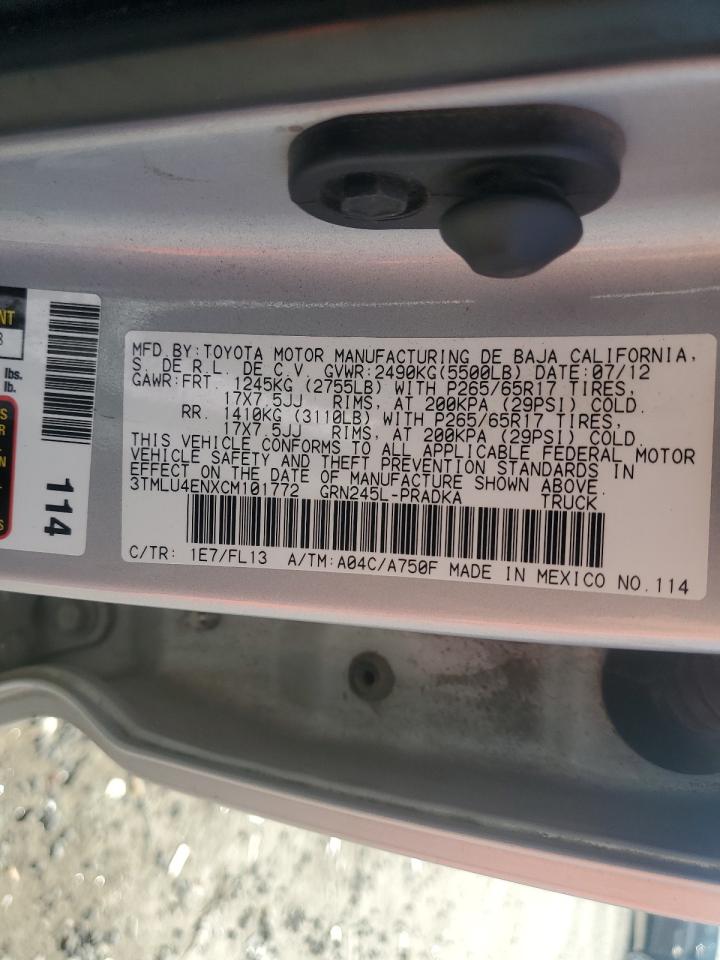 NT
lbs.
lb.
S
R
N
S
114
MFD.BY:TOYOTA MOTOR MANUFACTURING DE BAJA CALIFORNIA,
S. DE R.L. DE C.V. GVWR:2490KG(5500LB) DATE:07/12
GAWR:FRT. 1245KG (2755LB) WITH P265/65R17 TIRES,
17X7.5JJ RIMS, AT 200KPA (29PSI) COLD.
RR. 1410KG (3110LB) WITH P265/65R17 TIRES,
17X7.5JJ RIMS, AT 200KPA (29PSI) COLD.
THIS VEHICLE CONFORMS TO ALL APPLICABLE FEDERAL MOTOR
VEHICLE SAFETY AND THEFT PREVENTION STANDARDS IN
EFFECT ON THE DATE OF MANUFACTURE SHOWN ABOVE.
3TMLU4ENXCM101772 GRN245L-PRADKA TRUCK
C/TR: 1E7/FL13 A/TM:A04C/A750F MADE IN MEXICO NO.114